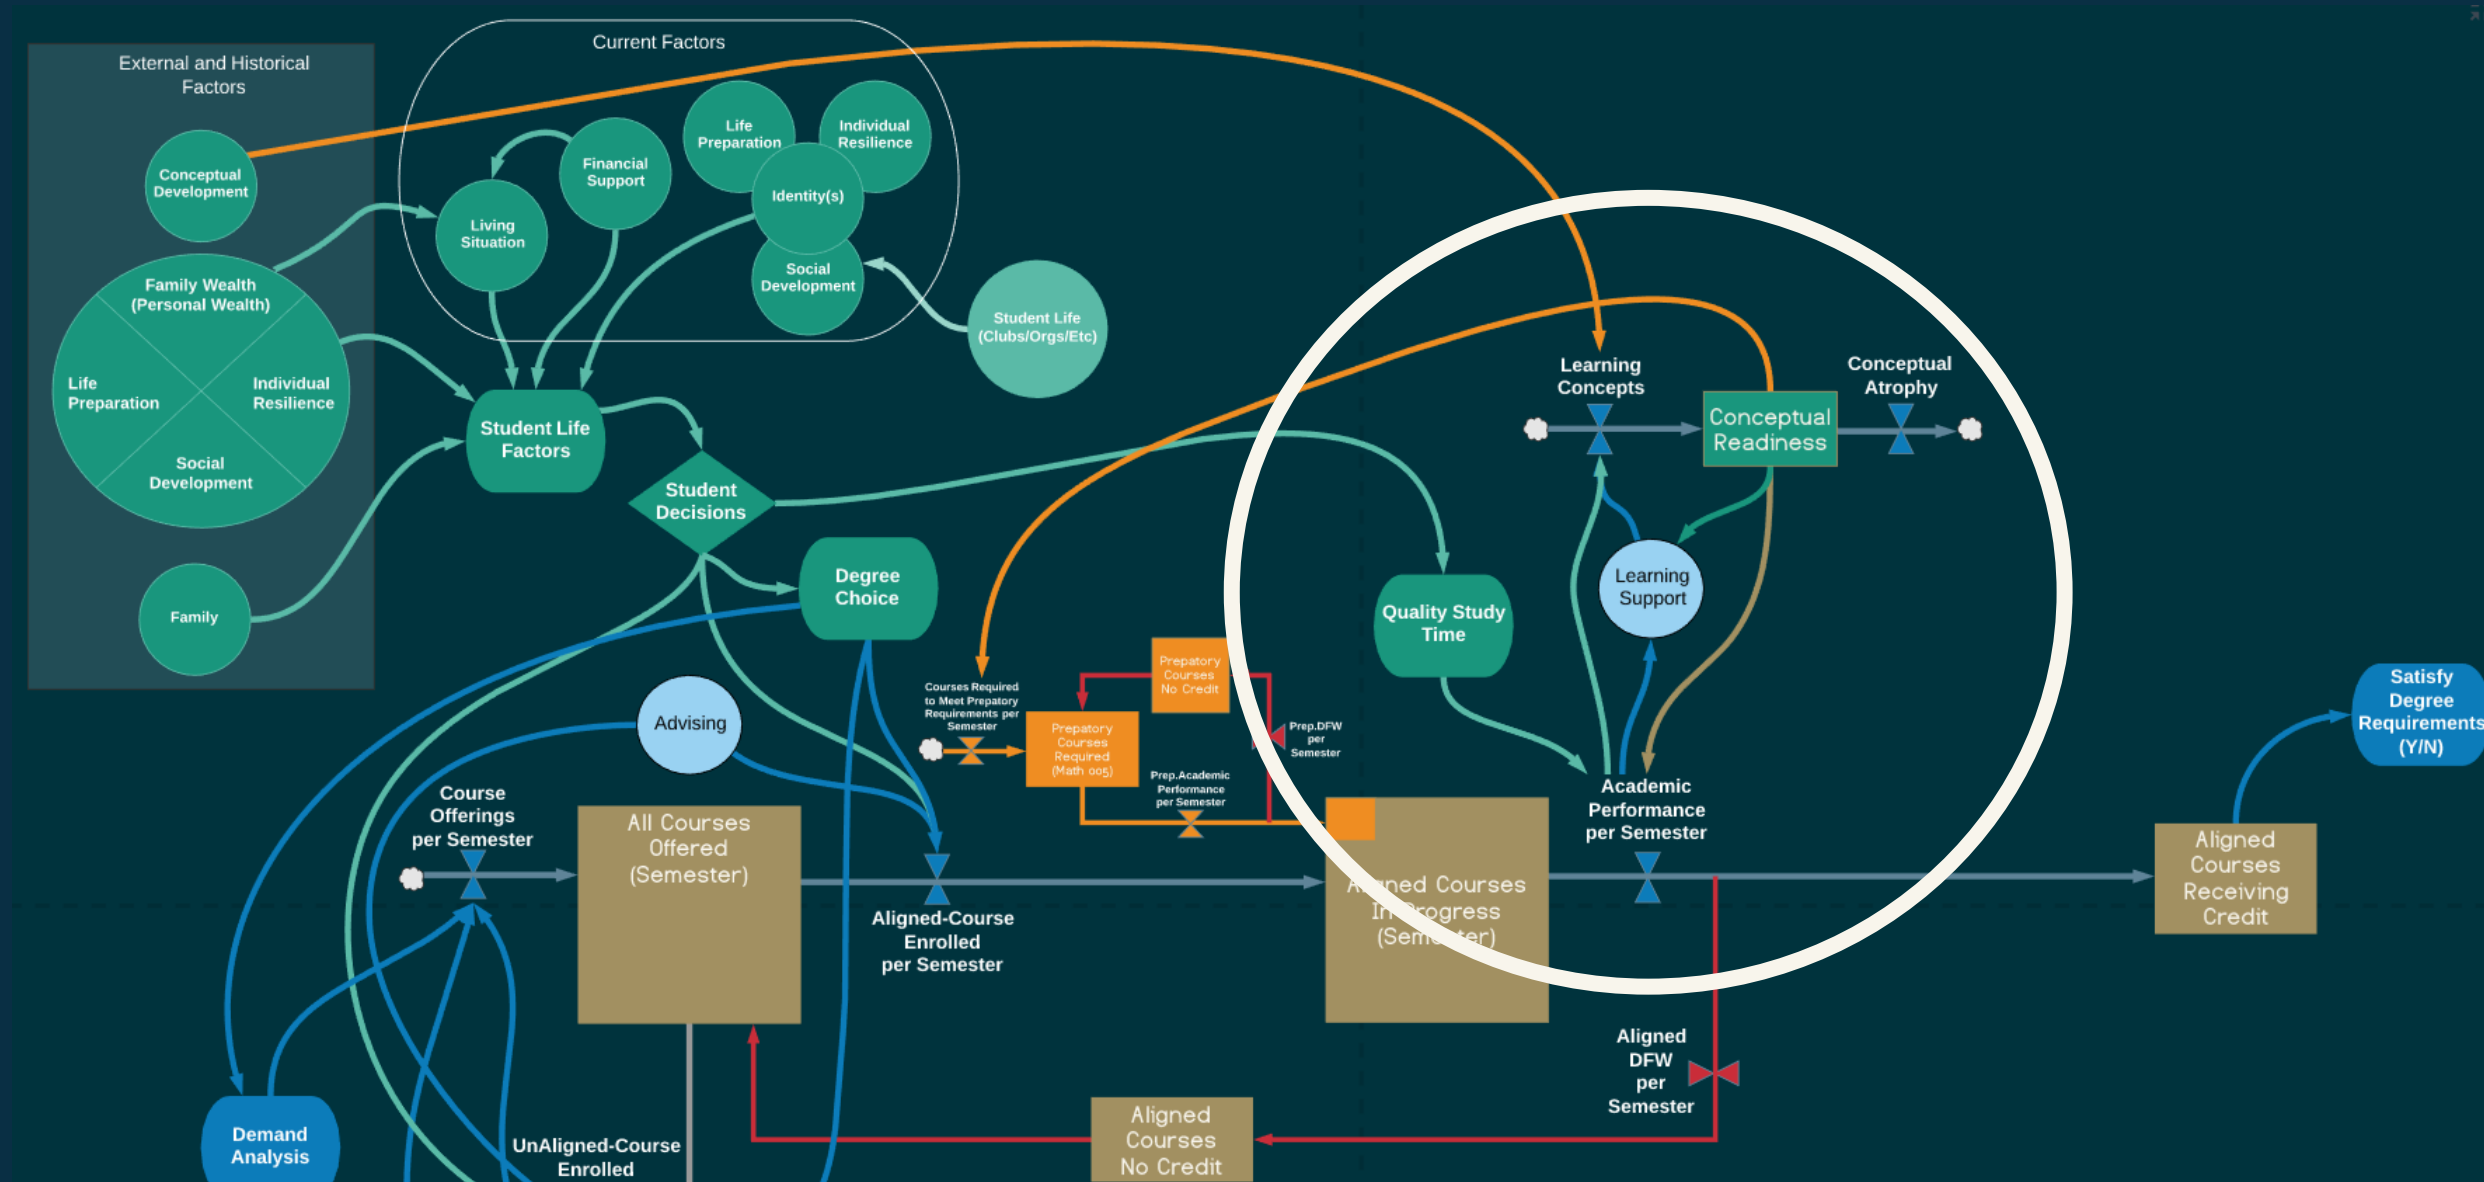 External and Historical
Factors
Conceptual
Development
Family Wealth
(Personal Wealth)
Life
Preparation
Individual
Resilience
Social
Development
Family
Current Factors
Financial
Support
Living
Situation
Life
Preparation
Individual
Resilience
Identity(s)
Social
Development
Student Life
(Clubs/Orgs/Etc)
Student Life
Factors
Student
Decisions
Degree
Choice
Advising
Learning
Concepts
Conceptual
Readiness
Conceptual
Atrophy
Learning
Support
Quality Study
Time
Courses Required
to Meet Prepatory
Requirements per
Semester
Prepatory
Courses
No Credit
Prepatory
Courses
Required
(Math 005)
Prep.DFW
per
Semester
Prep.Academic
Performance
per Semester
Academic
Performance
per Semester
Satisfy
Degree
Requirements
(Y/N)
Course
Offerings
per Semester
All Courses
Offered
(Semester)
Aligned-Course
Enrolled
per Semester
Aligned Courses
In Progress
(Semester)
Aligned
Courses
Receiving
Credit
Aligned
DFW
per
Semester
Aligned
Courses
No Credit
Demand
Analysis
UnAligned-Course
Enrolled